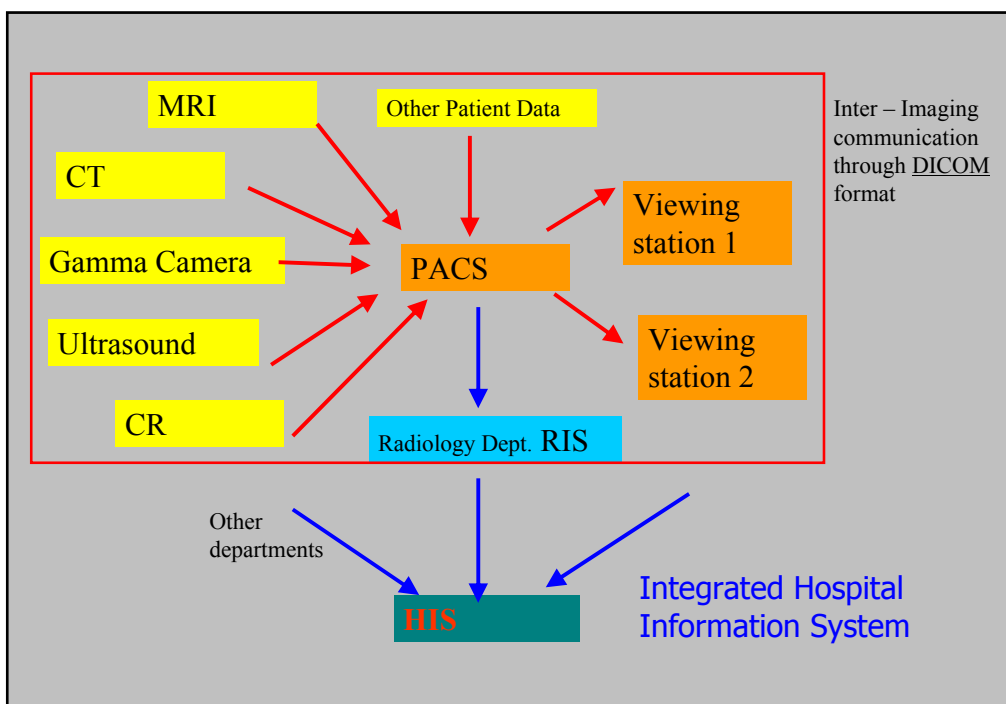 MRI
Other Patient Data
Inter – Imaging
communication
through DICOM
format
CT
Viewing
station 1
Gamma Camera
PACS
Ultrasound
Viewing
station 2
CR
Radiology Dept. RIS
Other
departments
Integrated Hospital
Information System
HIS